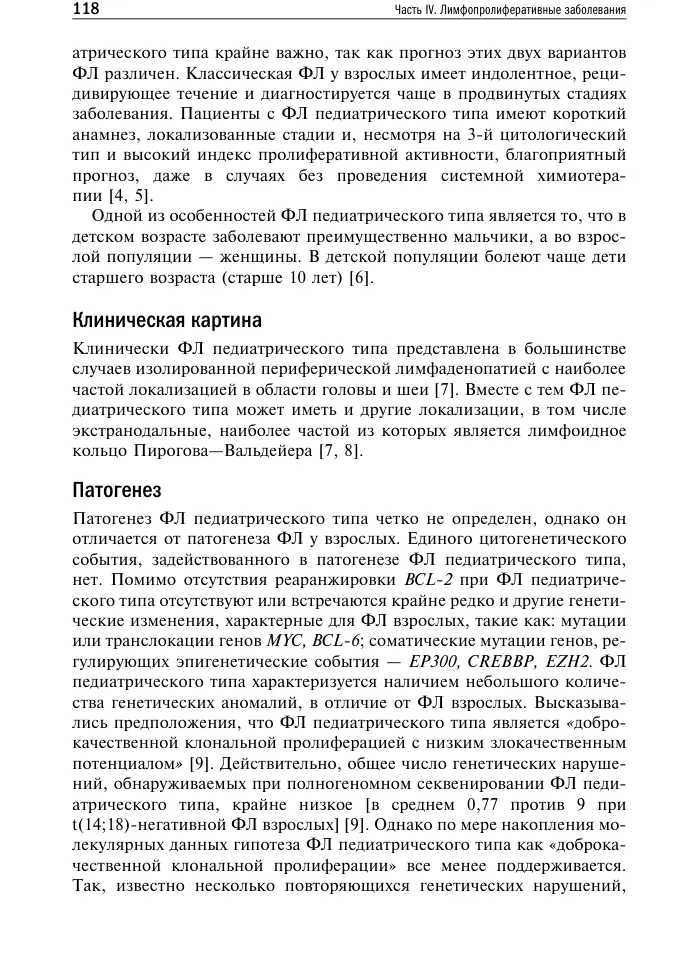 118
Часть IV. Лимфопролиферативные заболевания
атрического типа крайне важно, так как прогноз этих двух вариантов
ФЛ различен. Классическая ФЛ у взрослых имеет индолентное, реци-
дивирующее течение и диагностируется чаще в продвинутых стадиях
заболевания. Пациенты с ФЛ педиатрического типа имеют короткий
анамнез, локализованные стадии и, несмотря на 3-й цитологический
тип и высокий индекс пролиферативной активности, благоприятный
прогноз, даже в случаях без проведения системной химиотера-
пии [4, 5].
Одной из особенностей ФЛ педиатрического типа является то, что в
детском возрасте заболевают преимущественно мальчики, а во взрос-
лой популяции — женщины. В детской популяции болеют чаще дети
старшего возраста (старше 10 лет) [6].
Клиническая картина
Клинически ФЛ педиатрического типа представлена в большинстве
случаев изолированной периферической лимфаденопатией с наиболее
частой локализацией в области головы и шеи [7]. Вместе с тем ФЛ пе-
диатрического типа может иметь и другие локализации, в том числе
экстранодальные, наиболее частой из которых является лимфоидное
кольцо Пирогова—Вальдейера [7, 8].
Патогенез
Патогенез ФЛ педиатрического типа четко не определен, однако он
отличается от патогенеза ФЛ у взрослых. Единого цитогенетического
события, задействованного в патогенезе ФЛ педиатрического типа,
нет. Помимо отсутствия реаранжировки BCL-2 при ФЛ педиатриче-
ского типа отсутствуют или встречаются крайне редко и другие генети-
ческие изменения, характерные для ФЛ взрослых, такие как: мутации
или транслокации генов MYC, BCL-6; соматические мутации генов, ре-
гулирующих эпигенетические события — EP300, CREBBP, EZH2. ФЛ
педиатрического типа характеризуется наличием небольшого количе-
ства генетических аномалий, в отличие от ФЛ взрослых. Высказыва-
лись предположения, что ФЛ педиатрического типа является «добро-
качественной клональной пролиферацией с низким злокачественным
потенциалом» [9]. Действительно, общее число генетических наруше-
ний, обнаруживаемых при полногеномном секвенировании ФЛ педи-
атрического типа, крайне низкое [в среднем 0,77 против 9 при
t(14;18)-негативной ФЛ взрослых] [9]. Однако по мере накопления мо-
лекулярных данных гипотеза ФЛ педиатрического типа как «доброка-
чественной клональной пролиферации» все менее поддерживается.
Так, известно несколько повторяющихся генетических нарушений,